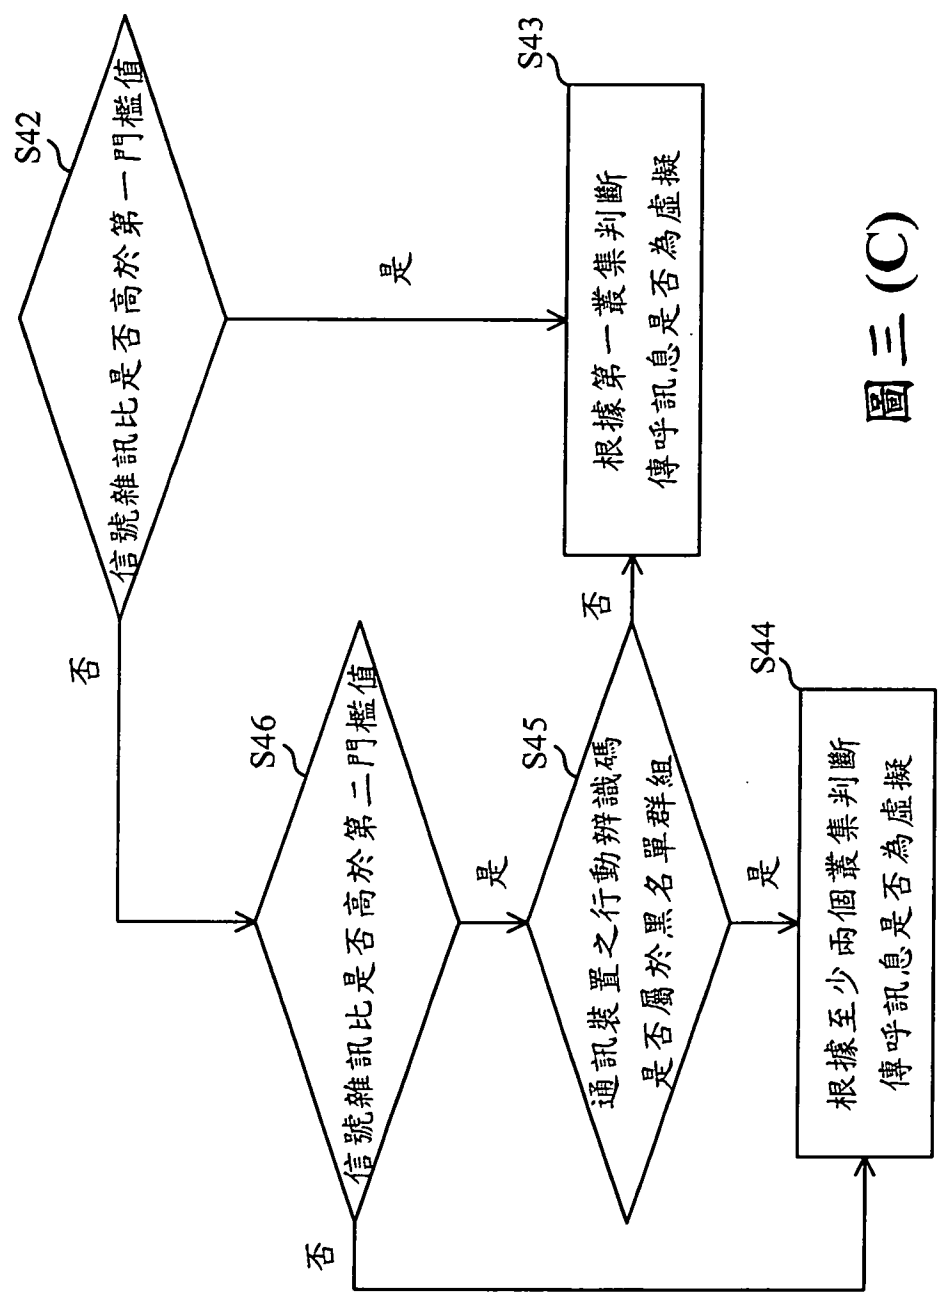 S42
信號雜訊比是否高於第一門檻值
是
否
S46
信號雜訊比是否高於第二門檻值
是
否
S45
通訊裝置之行動辨識碼
是否屬於黑名單群組
否
是
S43
根據第一叢集判斷
傳呼訊息是否為虛擬
S44
根據至少兩個叢集判斷
傳呼訊息是否為虛擬
圖三(C)